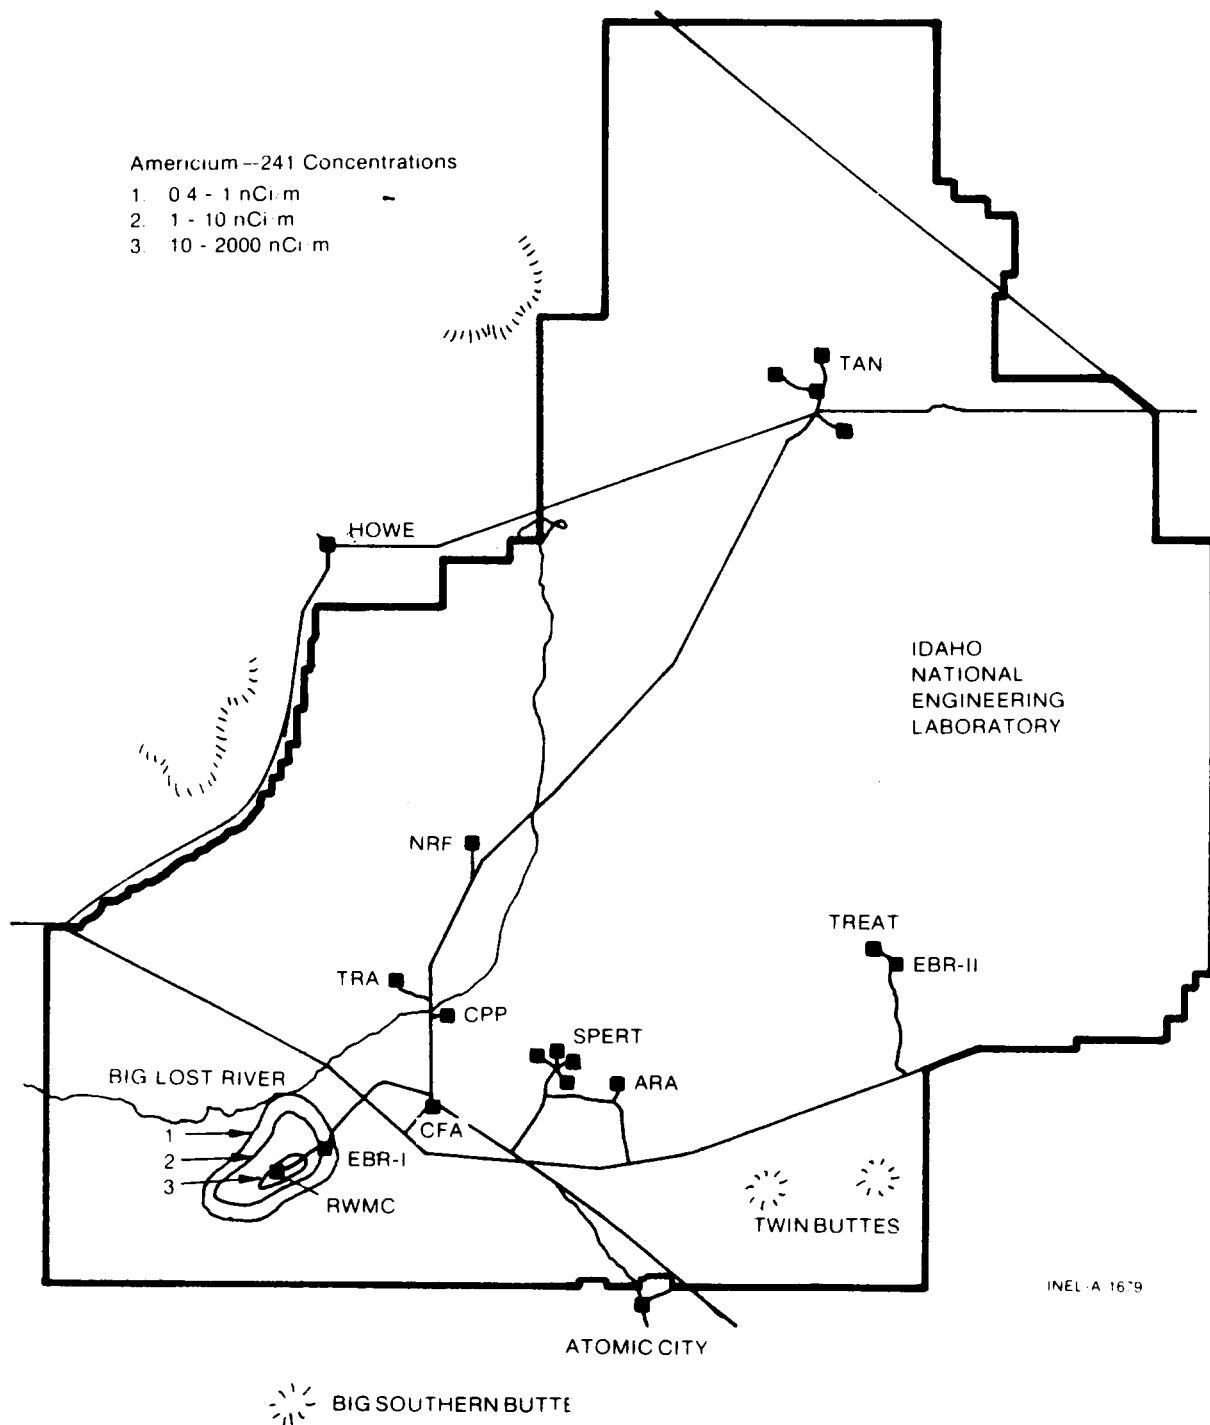 Americium--241 Concentrations
1. 0 4 - 1 nCi m
2. 1 - 10 nCi m
3. 10 - 2000 nCi m
TAN
HOWE
IDAHO
NATIONAL
ENGINEERING
LABORATORY
NRF
TREAT
EBR-II
TRA
CPP
SPERT
BIG LOST RIVER
ARA
1
CFA
2
EBR-I
3
RWMC
TWIN BUTTES
ATOMIC CITY
BIG SOUTHERN BUTTE